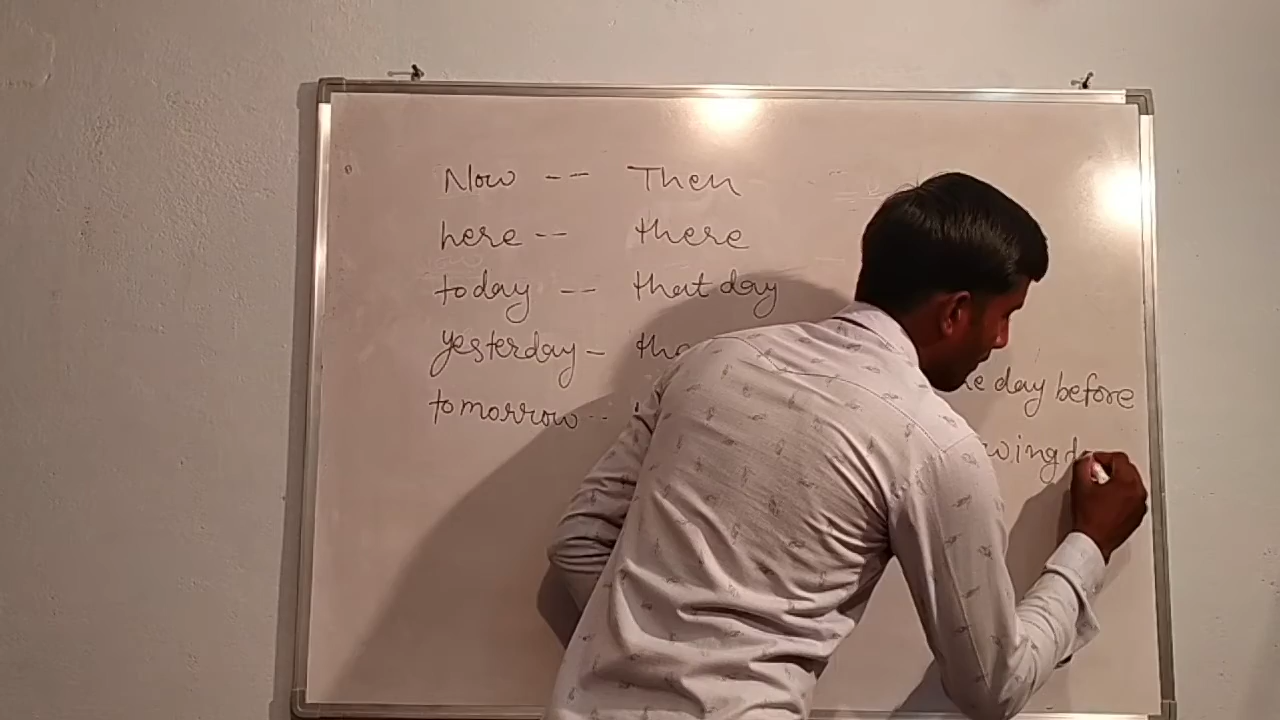 Now -- Then
here -- there
today -- that day
yesterday - day before
tomorrow --